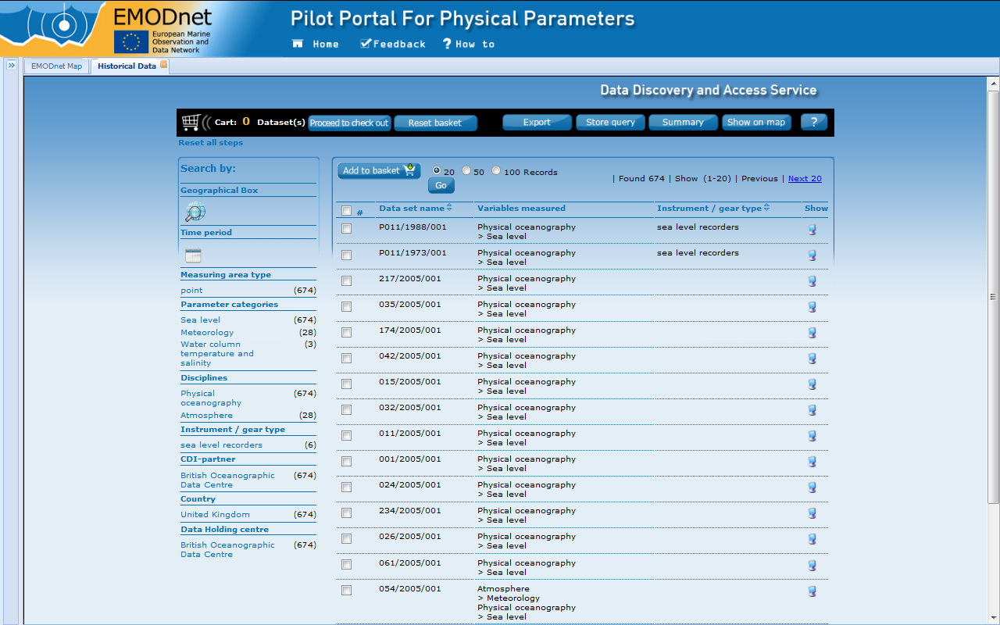 EMODnet
European Marine
Observation and
Data Network
Pilot Portal For Physical Parameters
Home Feedback ? How to
EMODnet Map Historical Data
Data Discovery and Access Service
Cart: 0 Dataset(s) Proceed to check out Reset basket Export Store query Summary Show on map ?
Reset all steps
Search by:
Geographical Box
Time period
Measuring area type
point (674)
Parameter categories
Sea level (674)
Meteorology (28)
Water column (3)
temperature and
salinity
Disciplines
Physical (674)
oceanography
Atmosphere (28)
Instrument / gear type
sea level recorders (6)
CDI-partner
British Oceanographic (674)
Data Centre
Country
United Kingdom (674)
Data Holding centre
British Oceanographic (674)
Data Centre
Add to basket 20 50 100 Records
Go
| Found 674 | Show (1-20) | Previous | Next 20
# Data set name Variables measured Instrument / gear type Show
P011/1988/001 Physical oceanography sea level recorders
> Sea level
P011/1973/001 Physical oceanography sea level recorders
> Sea level
217/2005/001 Physical oceanography
> Sea level
035/2005/001 Physical oceanography
> Sea level
174/2005/001 Physical oceanography
> Sea level
042/2005/001 Physical oceanography
> Sea level
015/2005/001 Physical oceanography
> Sea level
032/2005/001 Physical oceanography
> Sea level
011/2005/001 Physical oceanography
> Sea level
001/2005/001 Physical oceanography
> Sea level
024/2005/001 Physical oceanography
> Sea level
234/2005/001 Physical oceanography
> Sea level
026/2005/001 Physical oceanography
> Sea level
061/2005/001 Physical oceanography
> Sea level
054/2005/001 Atmosphere
> Meteorology
Physical oceanography
> Sea level